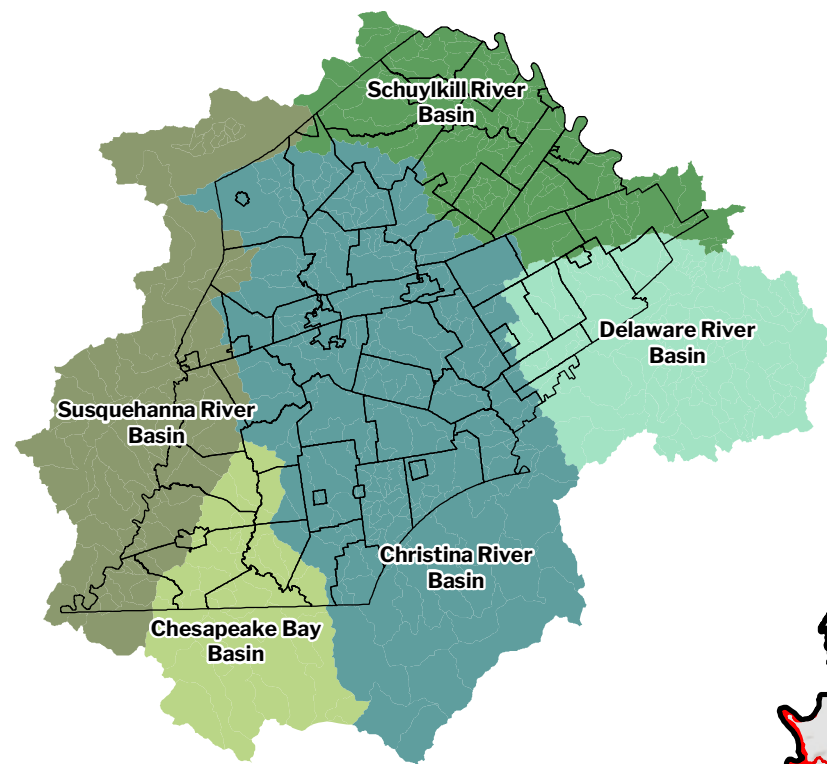 Schuylkill River
Basin
Delaware River
Basin
Susquehanna River
Basin
Christina River
Basin
Chesapeake Bay
Basin